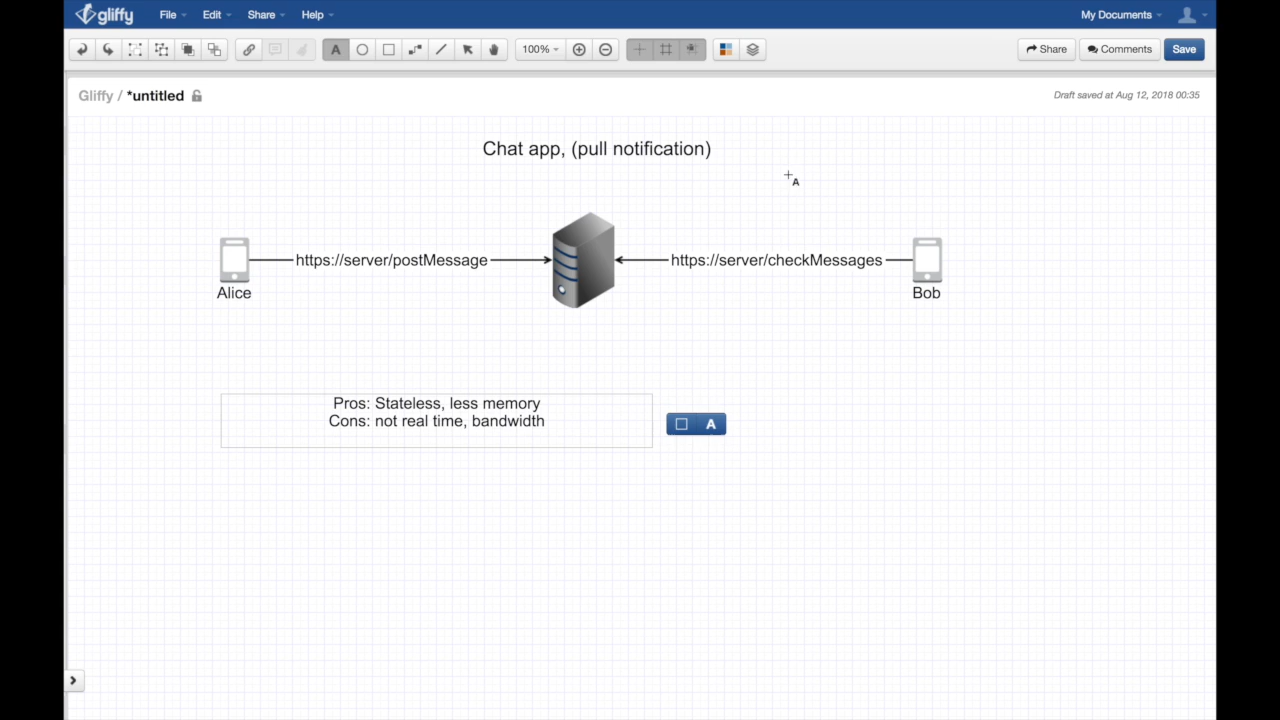 gliffy File Edit Share Help My Documents
A 100% Share Comments Save
Gliffy / *untitled Draft saved at Aug 12, 2018 00:35
Chat app, (pull notification)
A
https://server/postMessage https://server/checkMessages
Alice Bob
Pros: Stateless, less memory
Cons: not real time, bandwidth
A